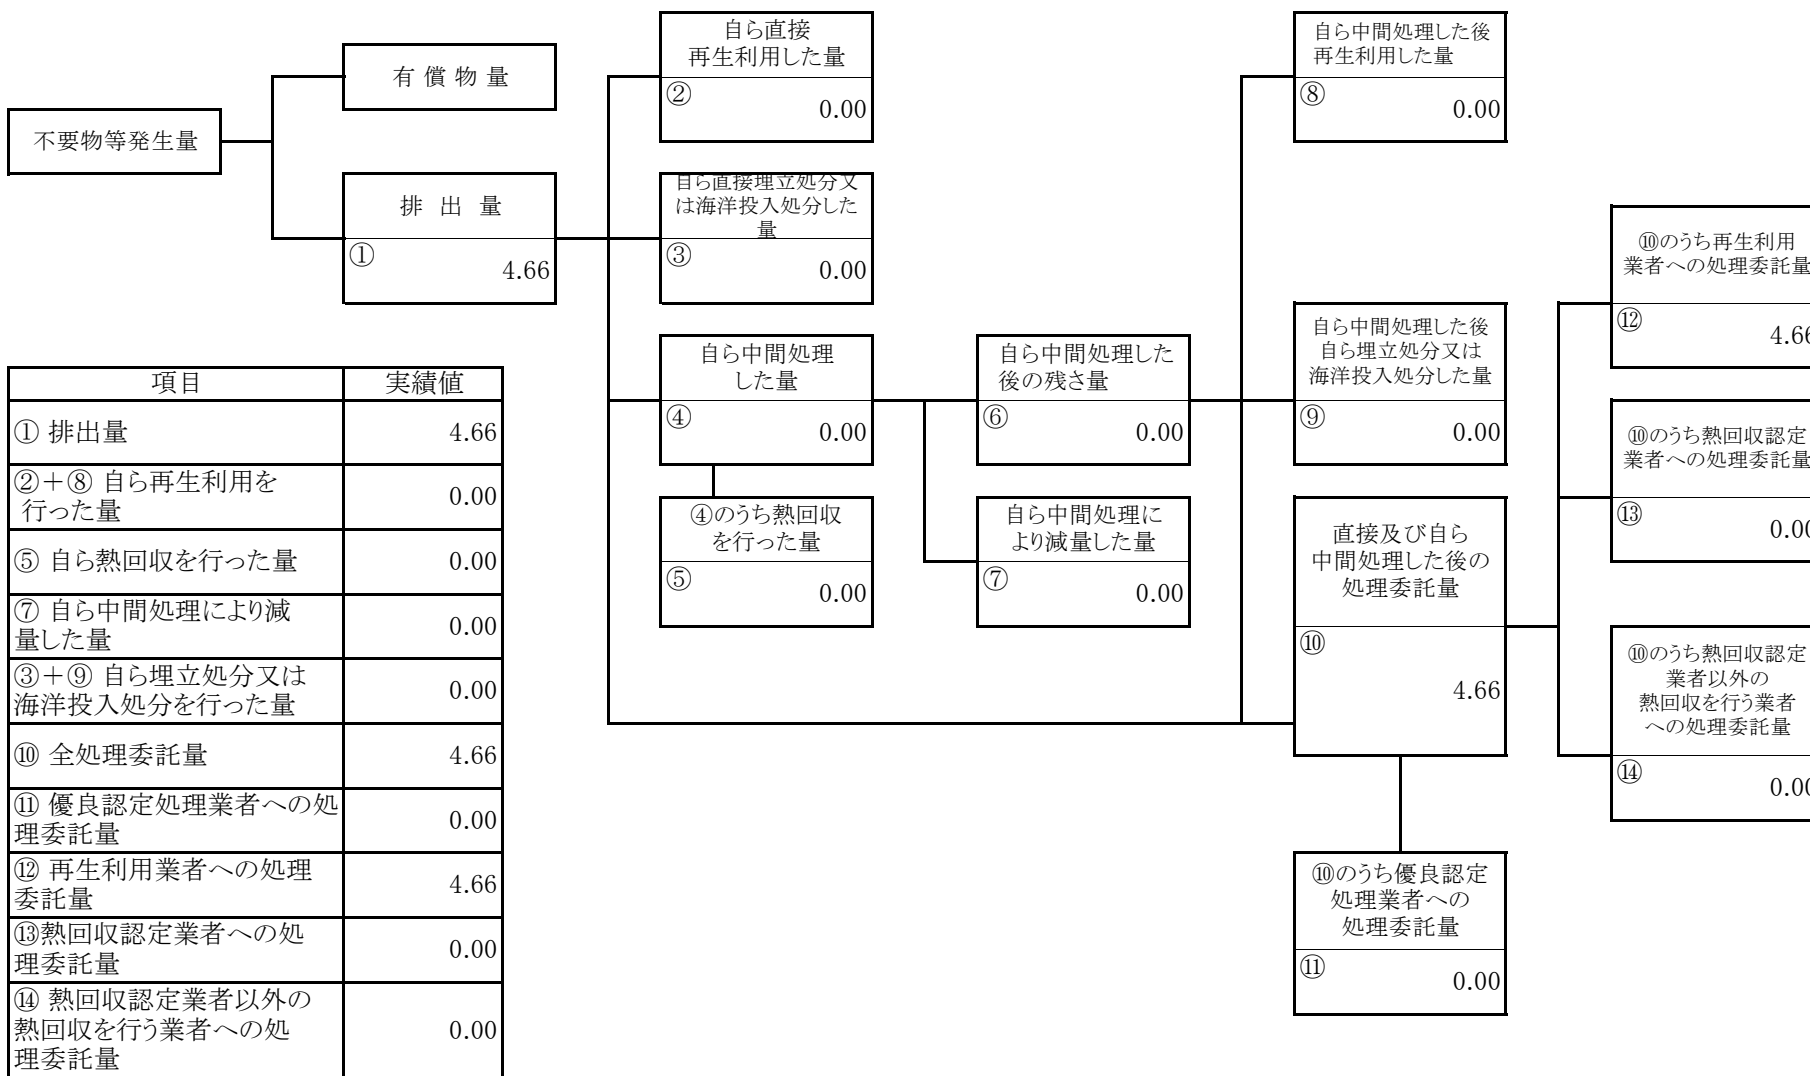 不要物等発生量
有 償 物 量
排 出 量
①
4.66
自ら直接
再生利用した量
②
0.00
自ら直接埋立処分又
は海洋投入処分した
量
③
0.00
自ら中間処理
した量
④
0.00
④のうち熱回収
を行った量
⑤
0.00
自ら中間処理した
後の残さ量
⑥
0.00
自ら中間処理に
より減量した量
⑦
0.00
自ら中間処理した後
再生利用した量
⑧
0.00
自ら中間処理した後
自ら埋立処分又は
海洋投入処分した量
⑨
0.00
直接及び自ら
中間処理した後の
処理委託量
⑩
4.66
⑩のうち優良認定
処理業者への
処理委託量
⑪
0.00
⑩のうち再生利用
業者への処理委託量
⑫
4.66
⑩のうち熱回収認定
業者への処理委託量
⑬
0.00
⑩のうち熱回収認定
業者以外の
熱回収を行う業者
への処理委託量
⑭
0.00
項目 実績値
① 排出量 4.66
②＋⑧ 自ら再生利用を
行った量 0.00
⑤ 自ら熱回収を行った量 0.00
⑦ 自ら中間処理により減
量した量 0.00
③＋⑨ 自ら埋立処分又は
海洋投入処分を行った量 0.00
⑩ 全処理委託量 4.66
⑪ 優良認定処理業者への処
理委託量 0.00
⑫ 再生利用業者への処理
委託量 4.66
⑬熱回収認定業者への処
理委託量 0.00
⑭ 熱回収認定業者以外の
熱回収を行う業者への処
理委託量 0.00